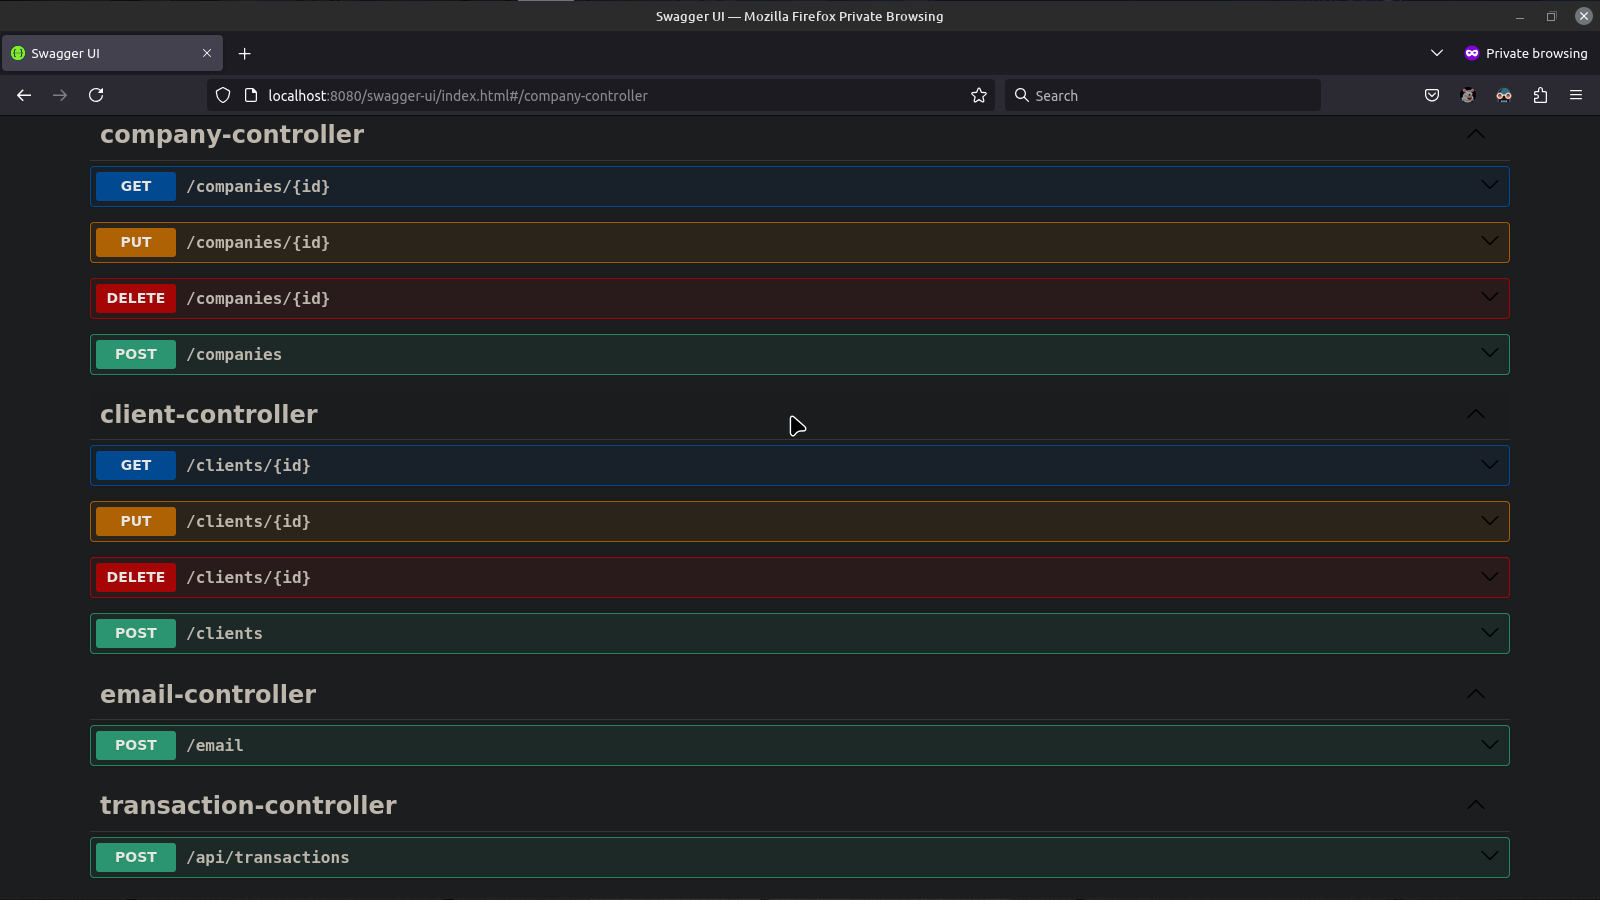 Swagger UI — Mozilla Firefox Private Browsing
Swagger UI
Private browsing
localhost:8080/swagger-ui/index.html#/company-controller
Search
company-controller
GET /companies/{id}
PUT /companies/{id}
DELETE /companies/{id}
POST /companies
client-controller
GET /clients/{id}
PUT /clients/{id}
DELETE /clients/{id}
POST /clients
email-controller
POST /email
transaction-controller
POST /api/transactions